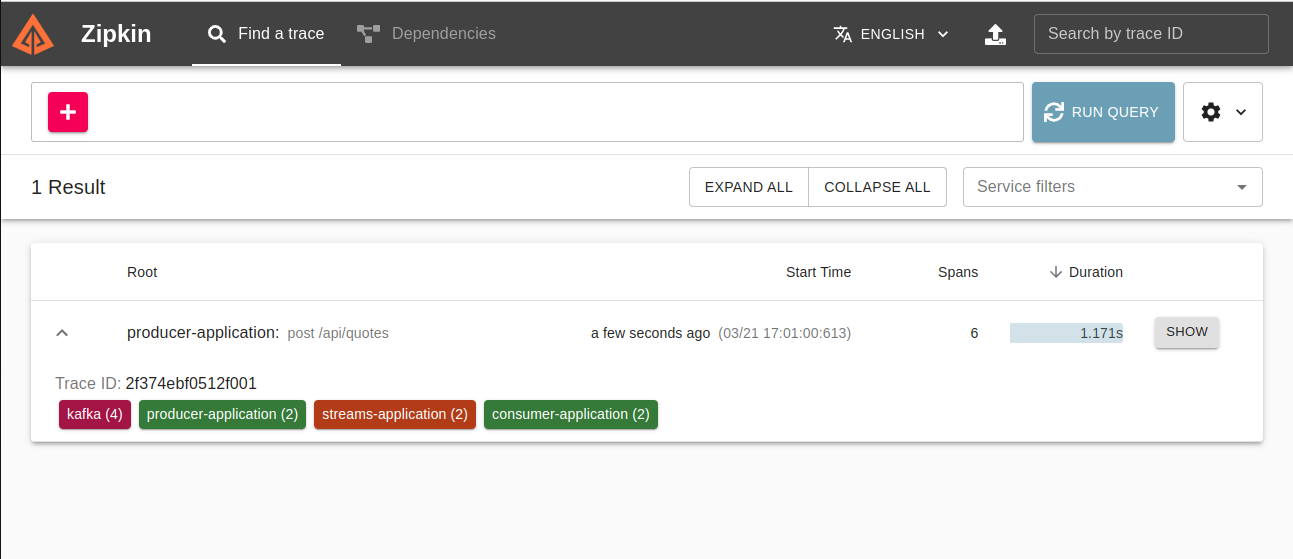 Zipkin Find a trace Dependencies ENGLISH Search by trace ID
RUN QUERY
1 Result EXPAND ALL COLLAPSE ALL Service filters
Root Start Time Spans Duration
producer-application: post /api/quotes a few seconds ago (03/21 17:01:00:613) 6 1.171s SHOW
Trace ID: 2f374ebf0512f001
kafka (4) producer-application (2) streams-application (2) consumer-application (2)